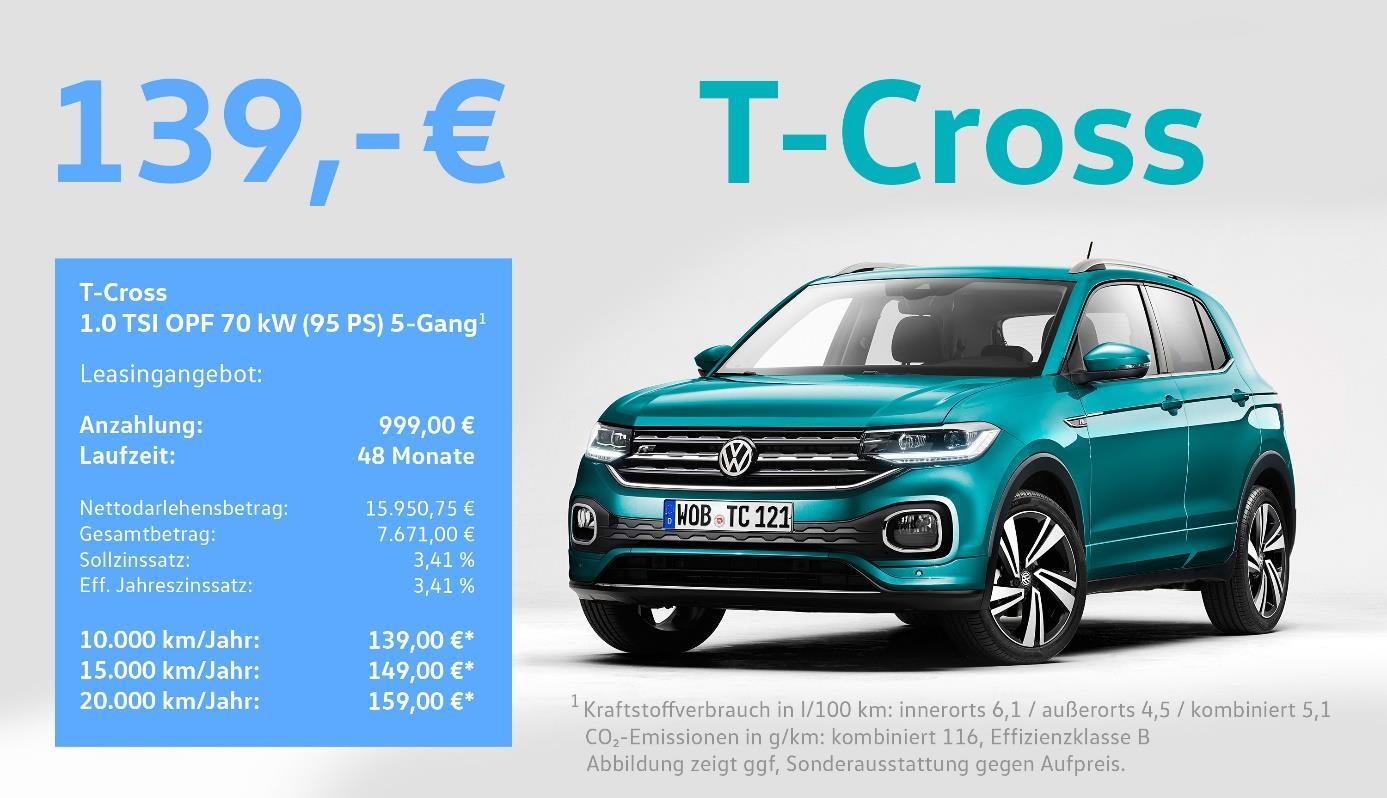 139,- €
T-Cross
T-Cross
1.0 TSI OPF 70 kW (95 PS) 5-Gang¹
Leasingangebot:
Anzahlung: 999,00 €
Laufzeit: 48 Monate
Nettodarlehensbetrag: 15.950,75 €
Gesamtbetrag: 7.671,00 €
Sollzinssatz: 3,41 %
Eff. Jahreszinssatz: 3,41 %
10.000 km/Jahr: 139,00 €*
15.000 km/Jahr: 149,00 €*
20.000 km/Jahr: 159,00 €*
WOB TC 121
¹ Kraftstoffverbrauch in l/100 km: innerorts 6,1 / außerorts 4,5 / kombiniert 5,1
CO₂-Emissionen in g/km: kombiniert 116, Effizienzklasse B
Abbildung zeigt ggf, Sonderausstattung gegen Aufpreis.